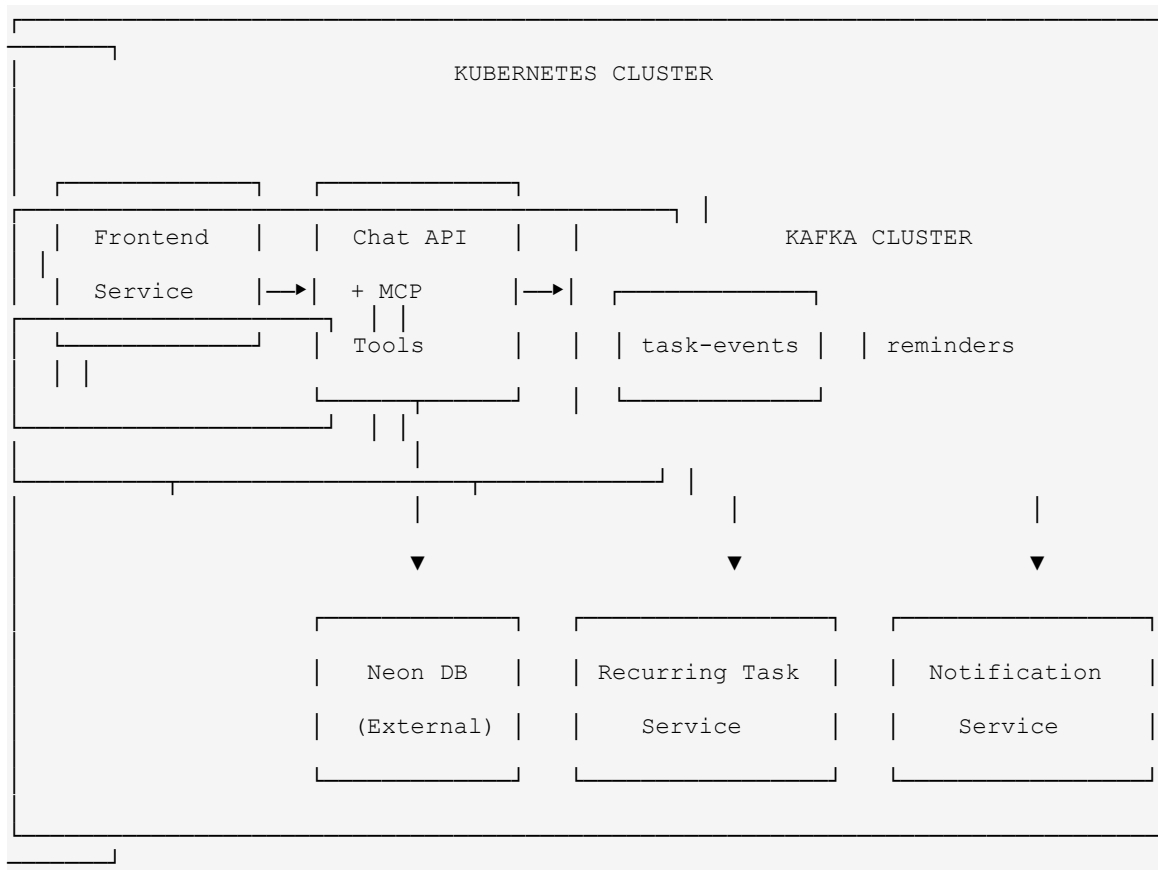 KUBERNETES CLUSTER
Frontend Chat API KAFKA CLUSTER
Service + MCP
Tools task-events reminders
Neon DB Recurring Task Notification
(External) Service Service